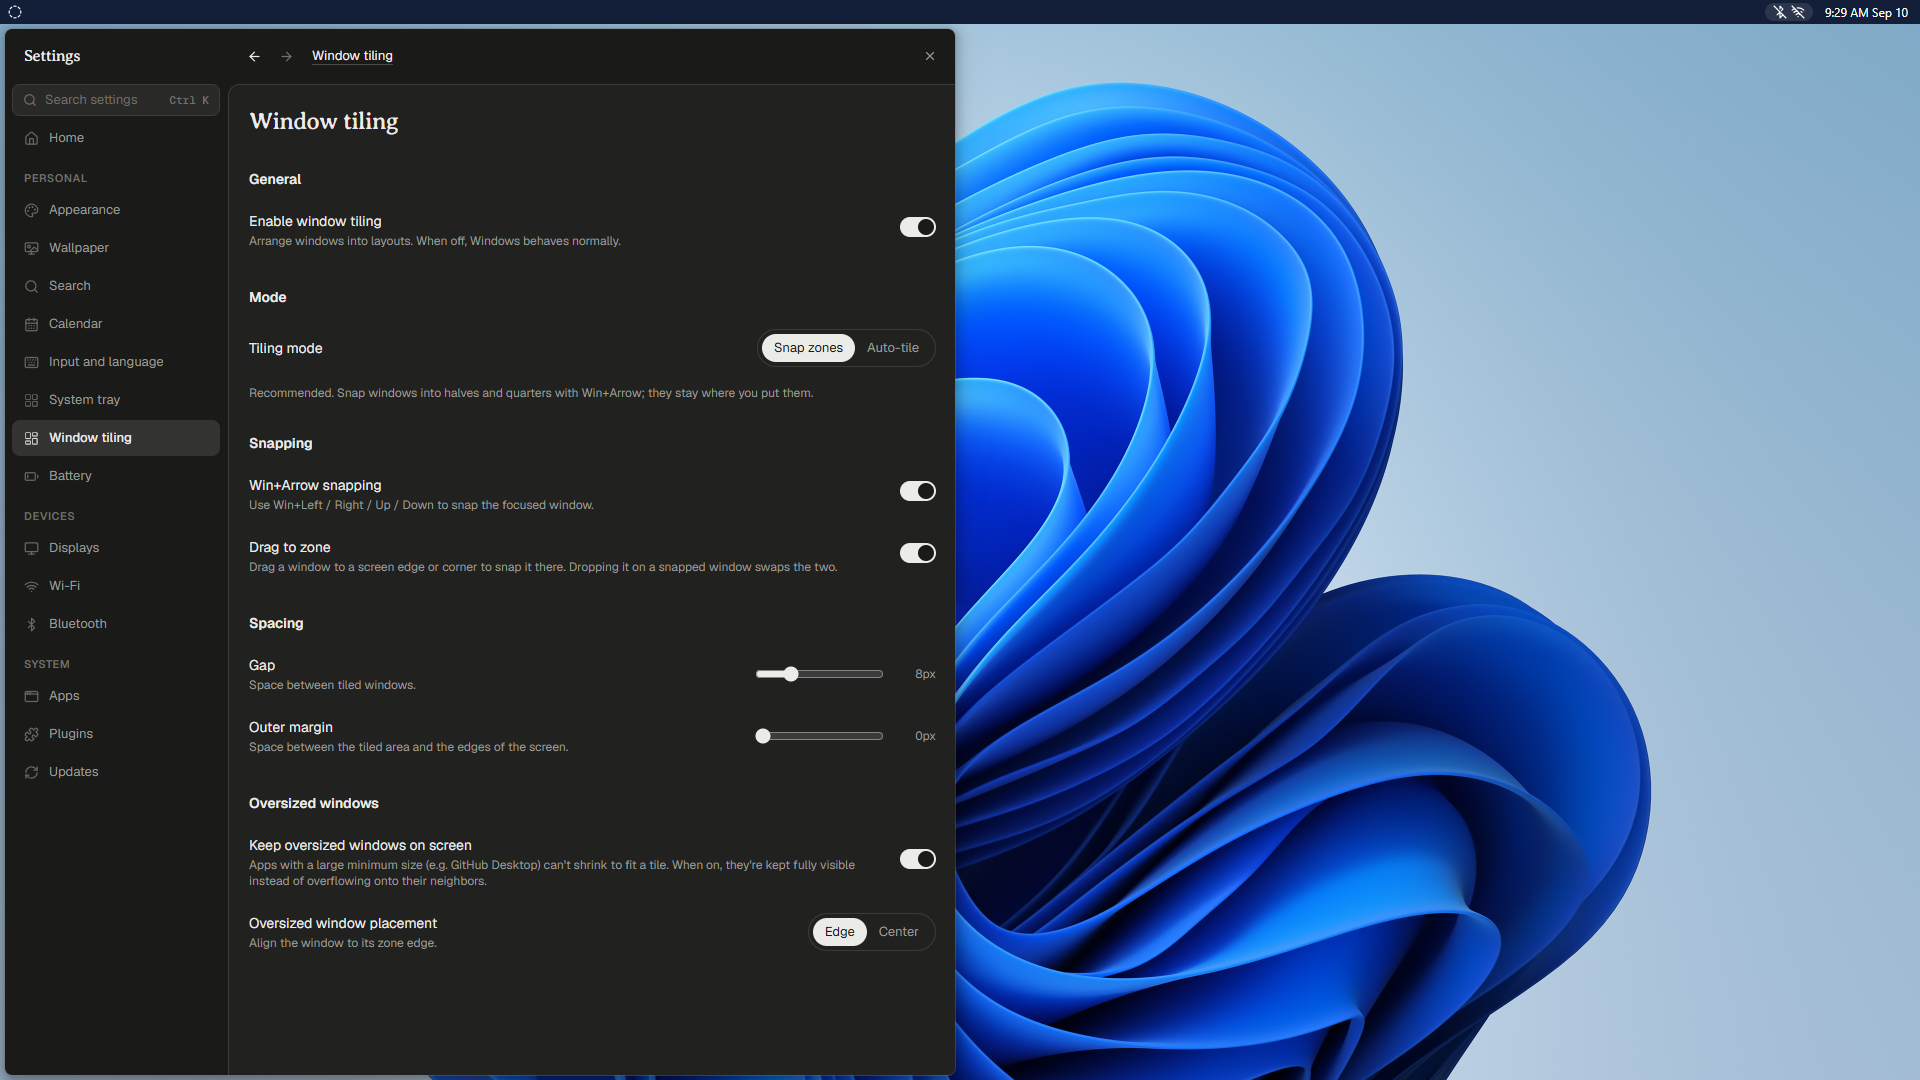 9:29 AM Sep 10
Settings
Window tiling
Search settings Ctrl K
Home
PERSONAL
Appearance
Wallpaper
Search
Calendar
Input and language
System tray
Window tiling
Battery
DEVICES
Displays
Wi-Fi
Bluetooth
SYSTEM
Apps
Plugins
Updates
Window tiling
General
Enable window tiling
Arrange windows into layouts. When off, Windows behaves normally.
Mode
Tiling mode
Snap zones Auto-tile
Recommended. Snap windows into halves and quarters with Win+Arrow; they stay where you put them.
Snapping
Win+Arrow snapping
Use Win+Left / Right / Up / Down to snap the focused window.
Drag to zone
Drag a window to a screen edge or corner to snap it there. Dropping it on a snapped window swaps the two.
Spacing
Gap
Space between tiled windows.
8px
Outer margin
Space between the tiled area and the edges of the screen.
0px
Oversized windows
Keep oversized windows on screen
Apps with a large minimum size (e.g. GitHub Desktop) can't shrink to fit a tile. When on, they're kept fully visible
instead of overflowing onto their neighbors.
Oversized window placement
Align the window to its zone edge.
Edge Center